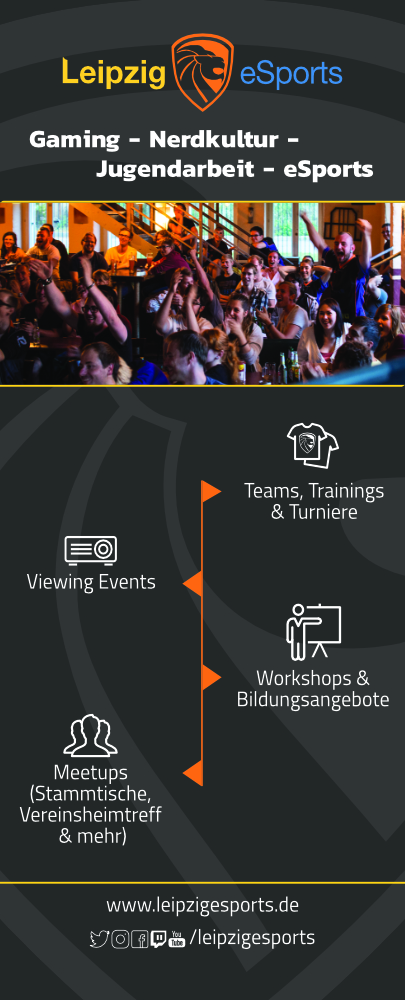 Leipzig eSports
Gaming - Nerdkultur -
Jugendarbeit - eSports
Teams, Trainings
& Turniere
Viewing Events
Workshops &
Bildungsangebote
Meetups
(Stammtische,
Vereinsheimtreff
& mehr)
www.leipzigesports.de
You
Tube
/leipzigesports